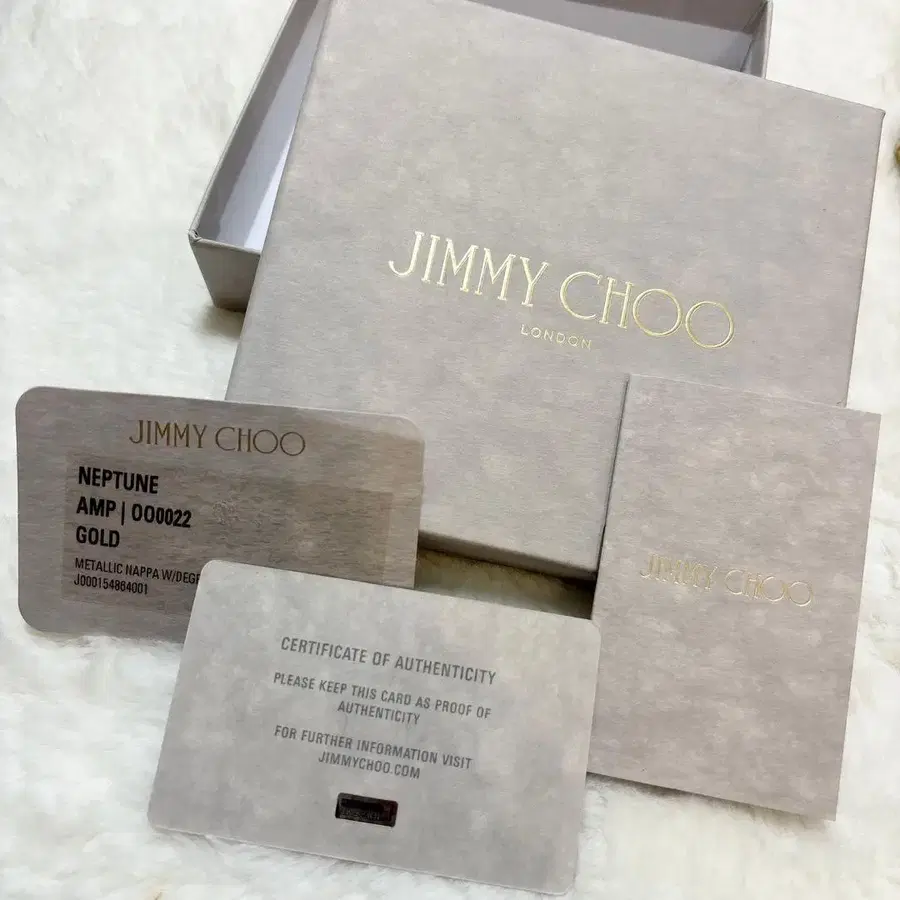 JIMMY CHOO
LONDON
JIMMY CHOO
NEPTUNE
AMP | OO0022
GOLD
METALLIC NAPPA W/DEGR
J000154864001
JIMMY CHOO
CERTIFICATE OF AUTHENTICITY
PLEASE KEEP THIS CARD AS PROOF OF
AUTHENTICITY
FOR FURTHER INFORMATION VISIT
JIMMYCHOO.COM